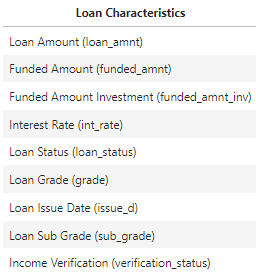 Loan Characteristics
Loan Amount (loan_amnt)
Funded Amount (funded_amnt)
Funded Amount Investment (funded_amnt_inv)
Interest Rate (int_rate)
Loan Status (loan_status)
Loan Grade (grade)
Loan Issue Date (issue_d)
Loan Sub Grade (sub_grade)
Income Verification (verification_status)